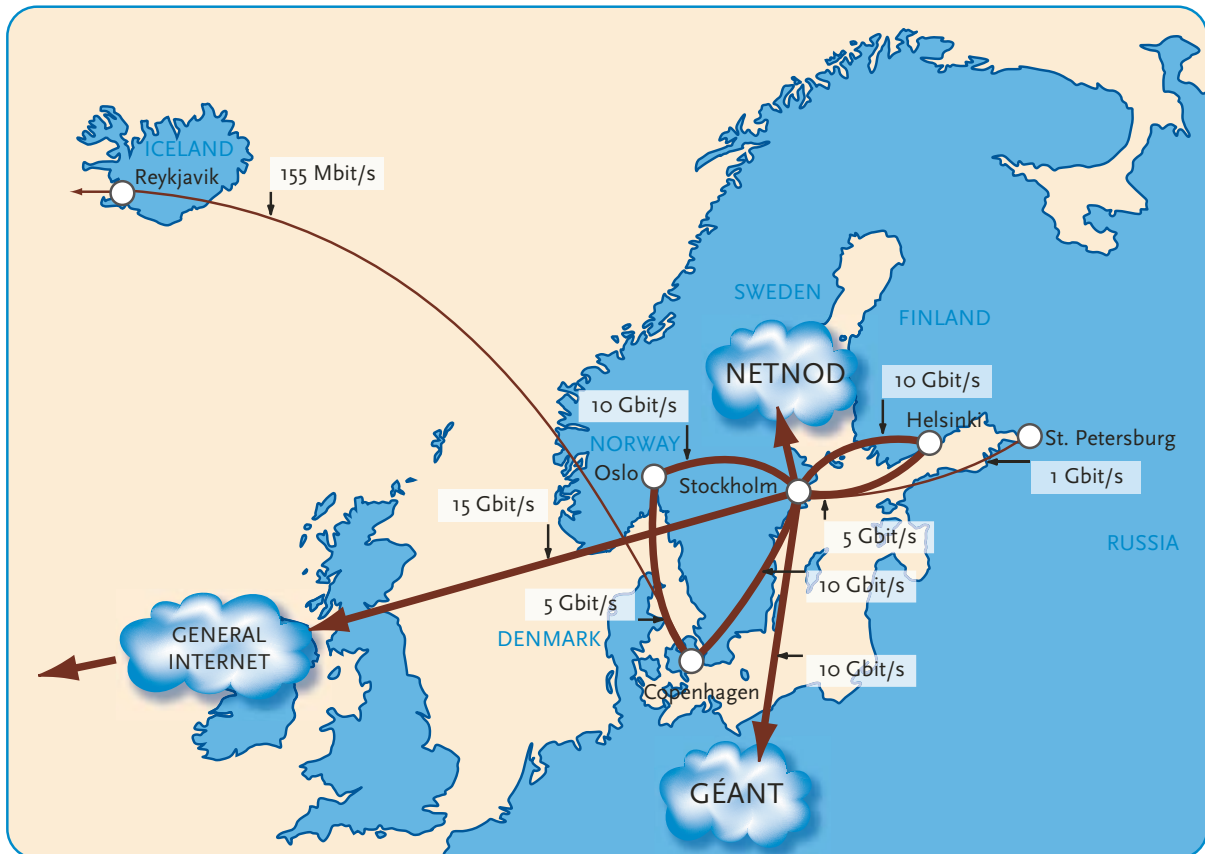 ICELAND
Reykjavik
155 Mbit/s
SWEDEN
FINLAND
NETNOD
10 Gbit/s
10 Gbit/s
Helsinki
NORWAY
St. Petersburg
Oslo
Stockholm
1 Gbit/s
15 Gbit/s
5 Gbit/s
RUSSIA
10 Gbit/s
5 Gbit/s
GENERAL
INTERNET
DENMARK
10 Gbit/s
Copenhagen
GÉANT